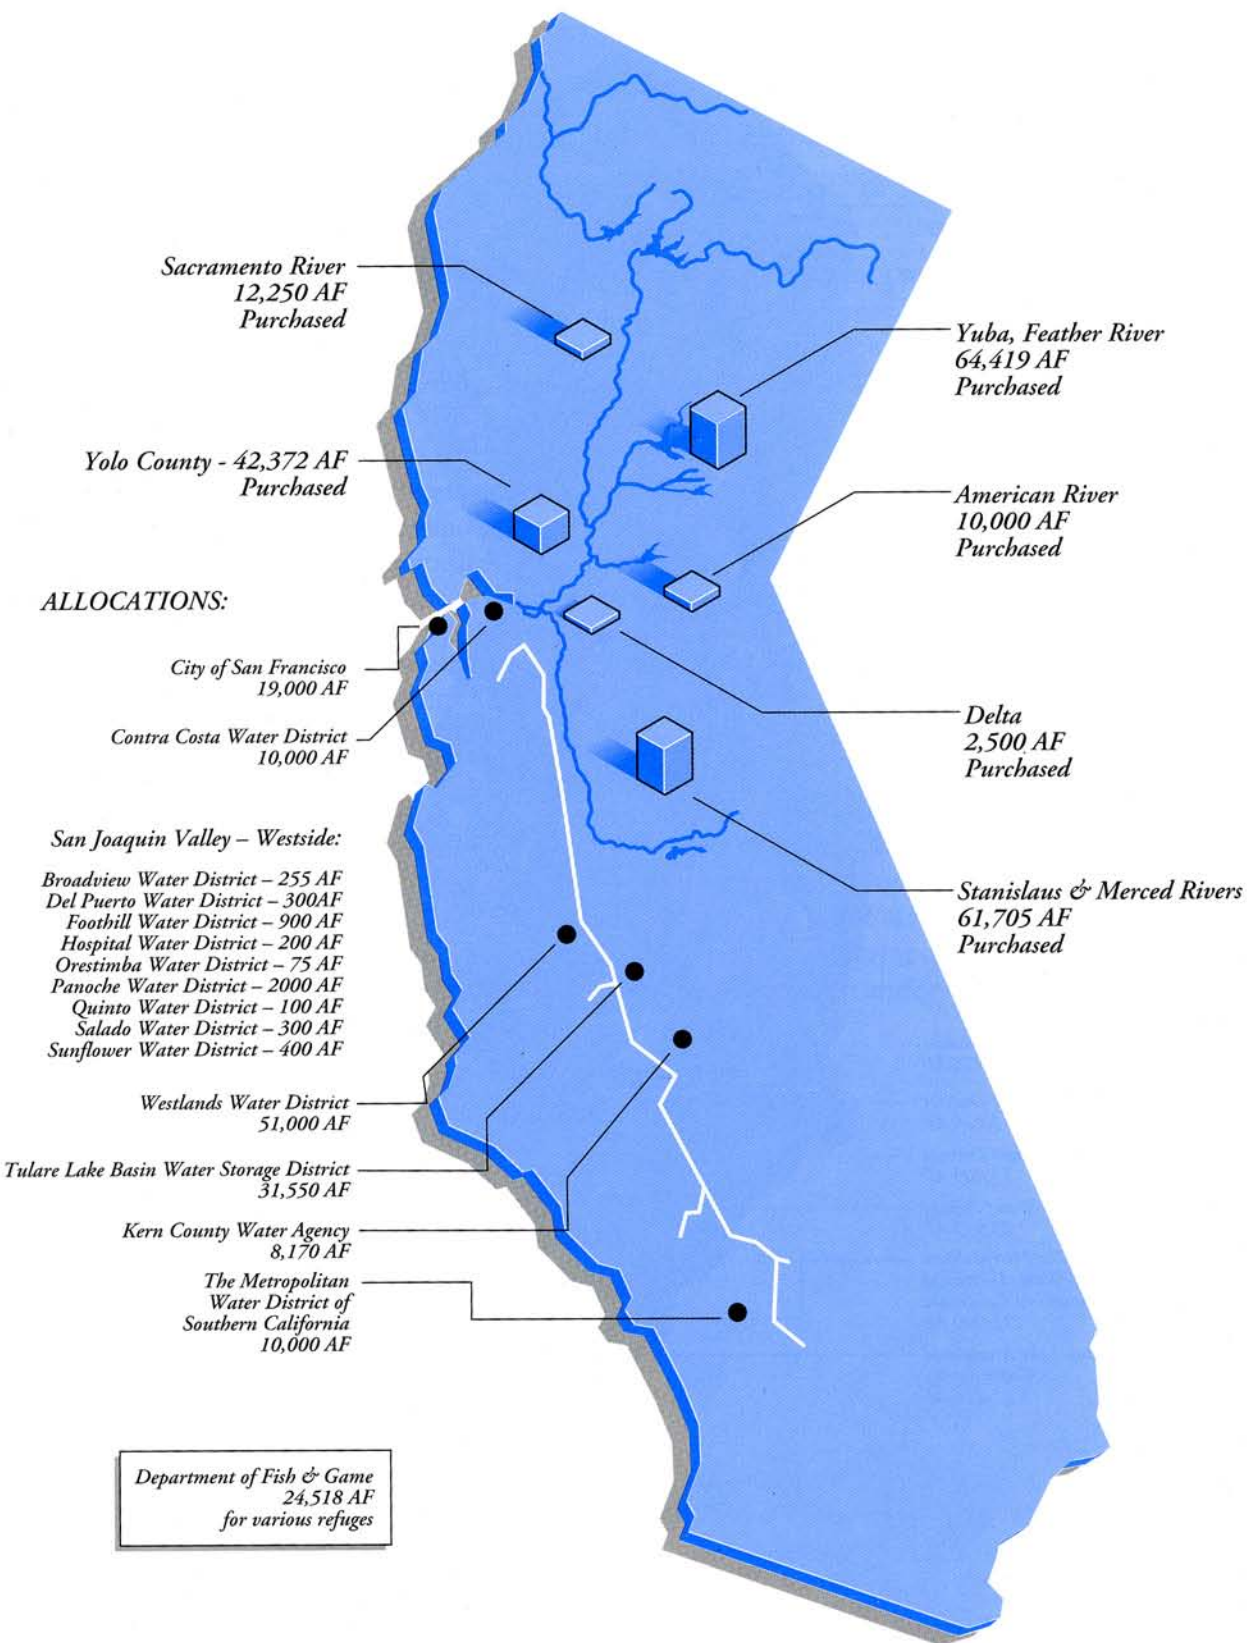 Sacramento River
12,250 AF
Purchased
Yuba, Feather River
64,419 AF
Purchased
Yolo County - 42,372 AF
Purchased
American River
10,000 AF
Purchased
ALLOCATIONS:
City of San Francisco
19,000 AF
Contra Costa Water District
10,000 AF
Delta
2,500 AF
Purchased
San Joaquin Valley – Westside:
Broadview Water District – 255 AF
Del Puerto Water District – 300AF
Foothill Water District – 900 AF
Hospital Water District – 200 AF
Orestimba Water District – 75 AF
Panoche Water District – 2000 AF
Quinto Water District – 100 AF
Salado Water District – 300 AF
Sunflower Water District – 400 AF
Stanislaus & Merced Rivers
61,705 AF
Purchased
Westlands Water District
51,000 AF
Tulare Lake Basin Water Storage District
31,550 AF
Kern County Water Agency
8,170 AF
The Metropolitan
Water District of
Southern California
10,000 AF
Department of Fish & Game
24,518 AF
for various refuges